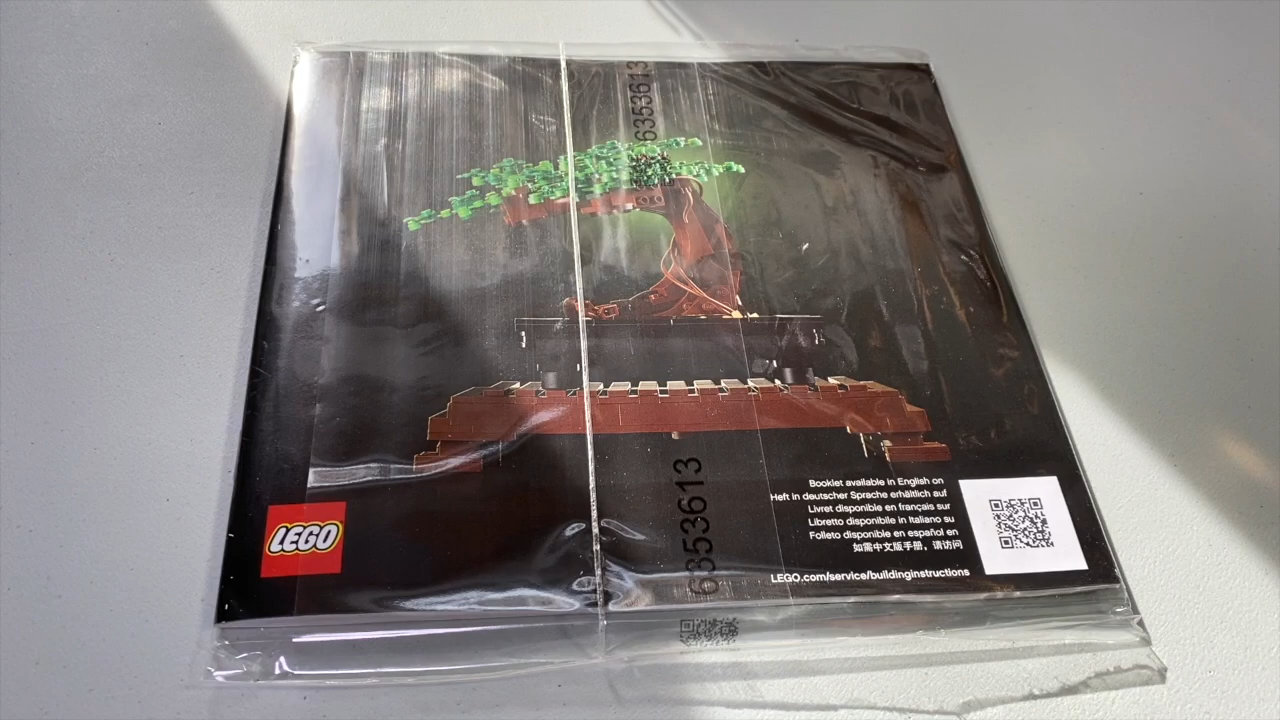 6353613
6353613
LEGO
Booklet available in English on
Heft in deutscher Sprache erhältlich auf
Livret disponible en français sur
Libretto disponibile in italiano su
Folleto disponible en español en
如需中文版手册，请访问
LEGO.com/service/buildinginstructions